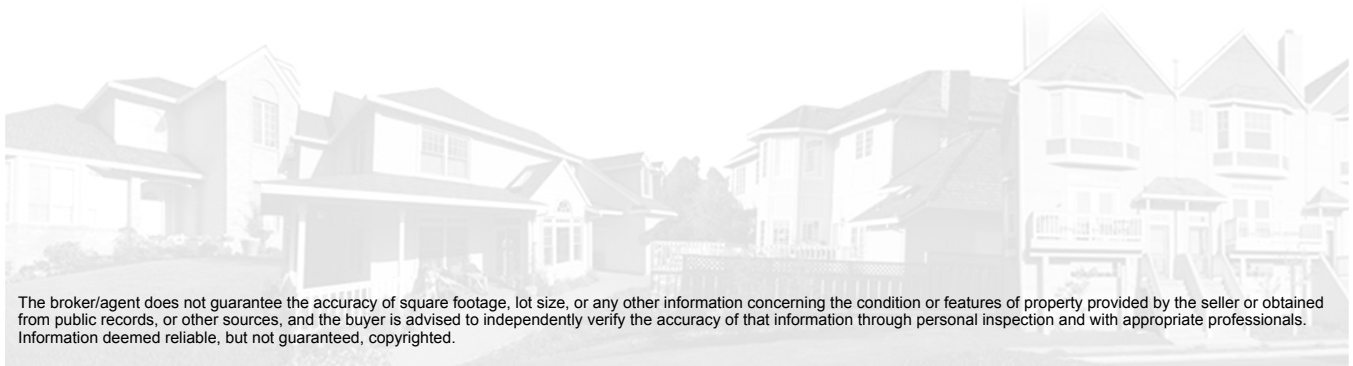 The broker/agent does not guarantee the accuracy of square footage, lot size, or any other information concerning the condition or features of property provided by the seller or obtained
from public records, or other sources, and the buyer is advised to independently verify the accuracy of that information through personal inspection and with appropriate professionals.
Information deemed reliable, but not guaranteed, copyrighted.